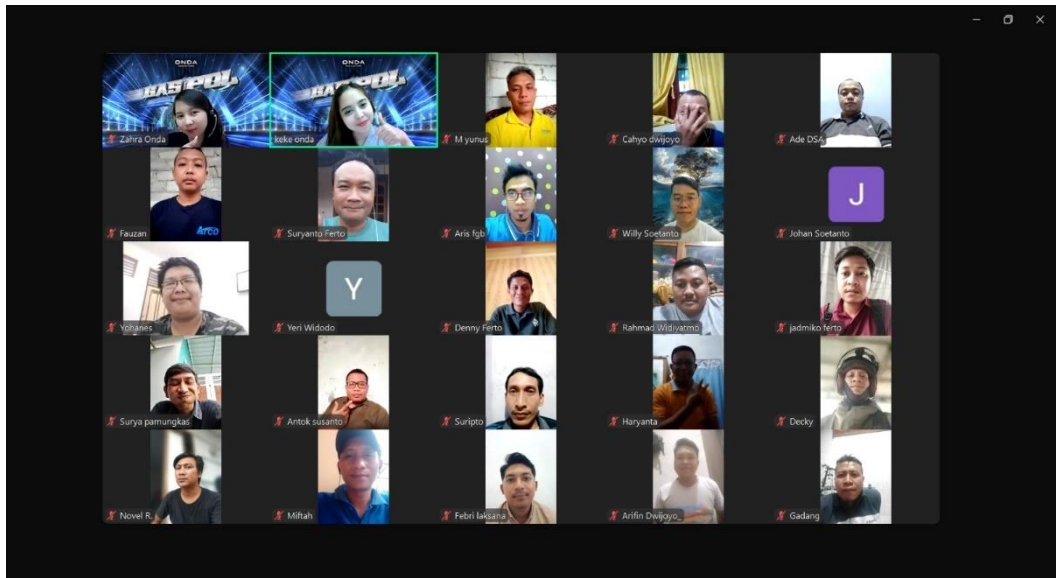 ONDA
GAS POL
Zahra Onda
ONDA
GAS POL
keke onda
M yunus
Cahyo dwijoyo
Ade DSA
Fauzan
Arco
Suryanto Ferto
Aris fgb
Willy Soetanto
J
Johan Soetanto
Yohanes
Y
Yeri Widodo
Denny Ferto
Rahmad Widiyatmo
jadmiko ferto
Surya pamungkas
Antok susanto
Suripto
Haryanta
Decky
Novel R.
Miftah
Febri laksana
Arifin Dwijoyo_
Gadang